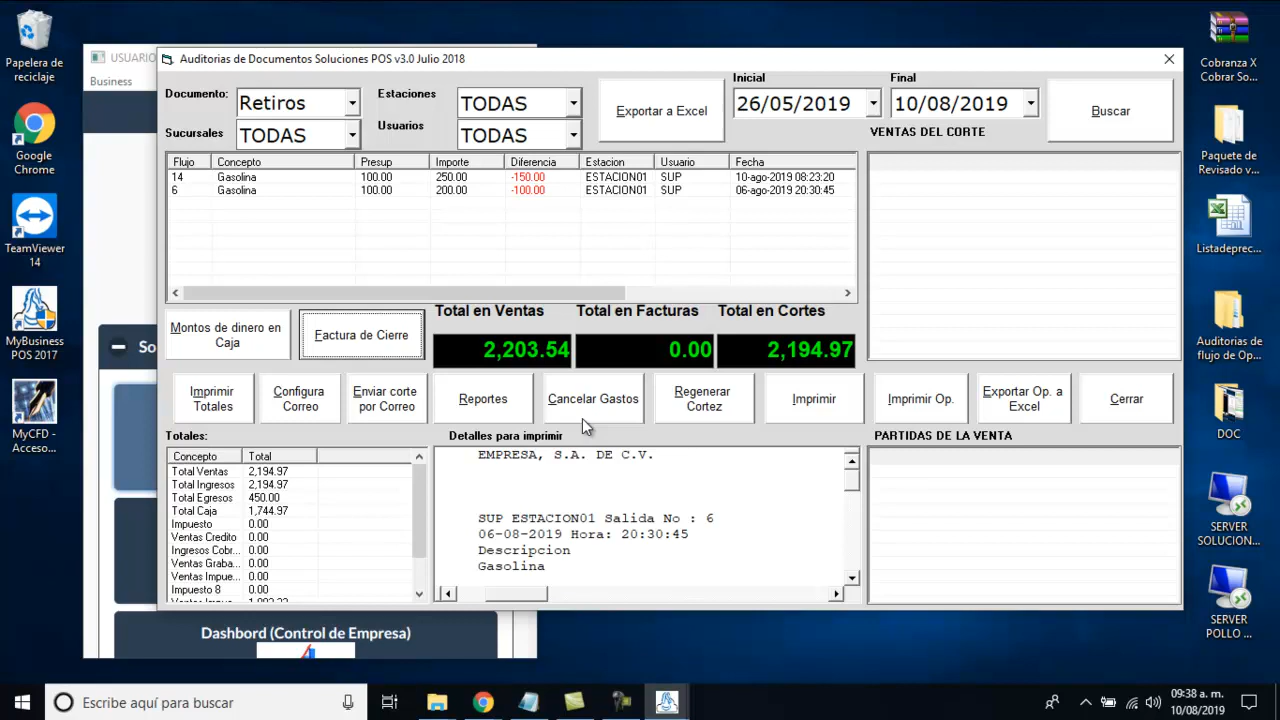 Papelera de
reciclaje
Google
Chrome
TeamViewer
14
MyBusiness
POS 2017
MyCFD -
Acceso...
USUARIO
Business
So
Dashbord (Control de Empresa)
Auditorias de Documentos Soluciones POS v3.0 Julio 2018
Documento: Retiros
Estaciones TODAS
Exportar a Excel
Inicial
26/05/2019
Final
10/08/2019
Buscar
Sucursales TODAS
Usuarios TODAS
VENTAS DEL CORTE
Flujo Concepto Presup Importe Diferencia Estacion Usuario Fecha
14 Gasolina 100.00 250.00 -150.00 ESTACION01 SUP 10-ago-2019 08:23:20
6 Gasolina 100.00 200.00 -100.00 ESTACION01 SUP 06-ago-2019 20:30:45
Montos de dinero en
Caja
Factura de Cierre
Total en Ventas Total en Facturas Total en Cortes
2,203.54 0.00 2,194.97
Imprimir
Totales
Configura
Correo
Enviar corte
por Correo
Reportes
Cancelar Gastos
Regenerar
Cortez
Imprimir
Imprimir Op.
Exportar Op. a
Excel
Cerrar
Totales:
Concepto Total
Total Ventas 2,194.97
Total Ingresos 2,194.97
Total Egresos 450.00
Total Caja 1,744.97
Impuesto 0.00
Ventas Credito 0.00
Ingresos Cobr... 0.00
Ventas Graba... 0.00
Ventas Impue... 0.00
Impuesto 8 0.00
Detalles para imprimir
EMPRESA, S.A. DE C.V.
SUP ESTACION01 Salida No : 6
06-08-2019 Hora: 20:30:45
Descripcion
Gasolina
PARTIDAS DE LA VENTA
Cobranza X
Cobrar So...
Paquete de
Revisado v...
Listadeprec...
Auditorias de
flujo de Op...
DOC
SERVER
SOLUCION...
SERVER
POLLO ...
Escribe aquí para buscar
09:38 a. m.
10/08/2019